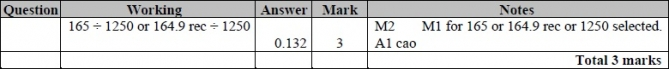 Question Working Answer Mark Notes
165 ÷ 1250 or 164.9 rec ÷ 1250 M2 M1 for 165 or 164.9 rec or 1250 selected.
0.132 3 A1 cao
Total 3 marks